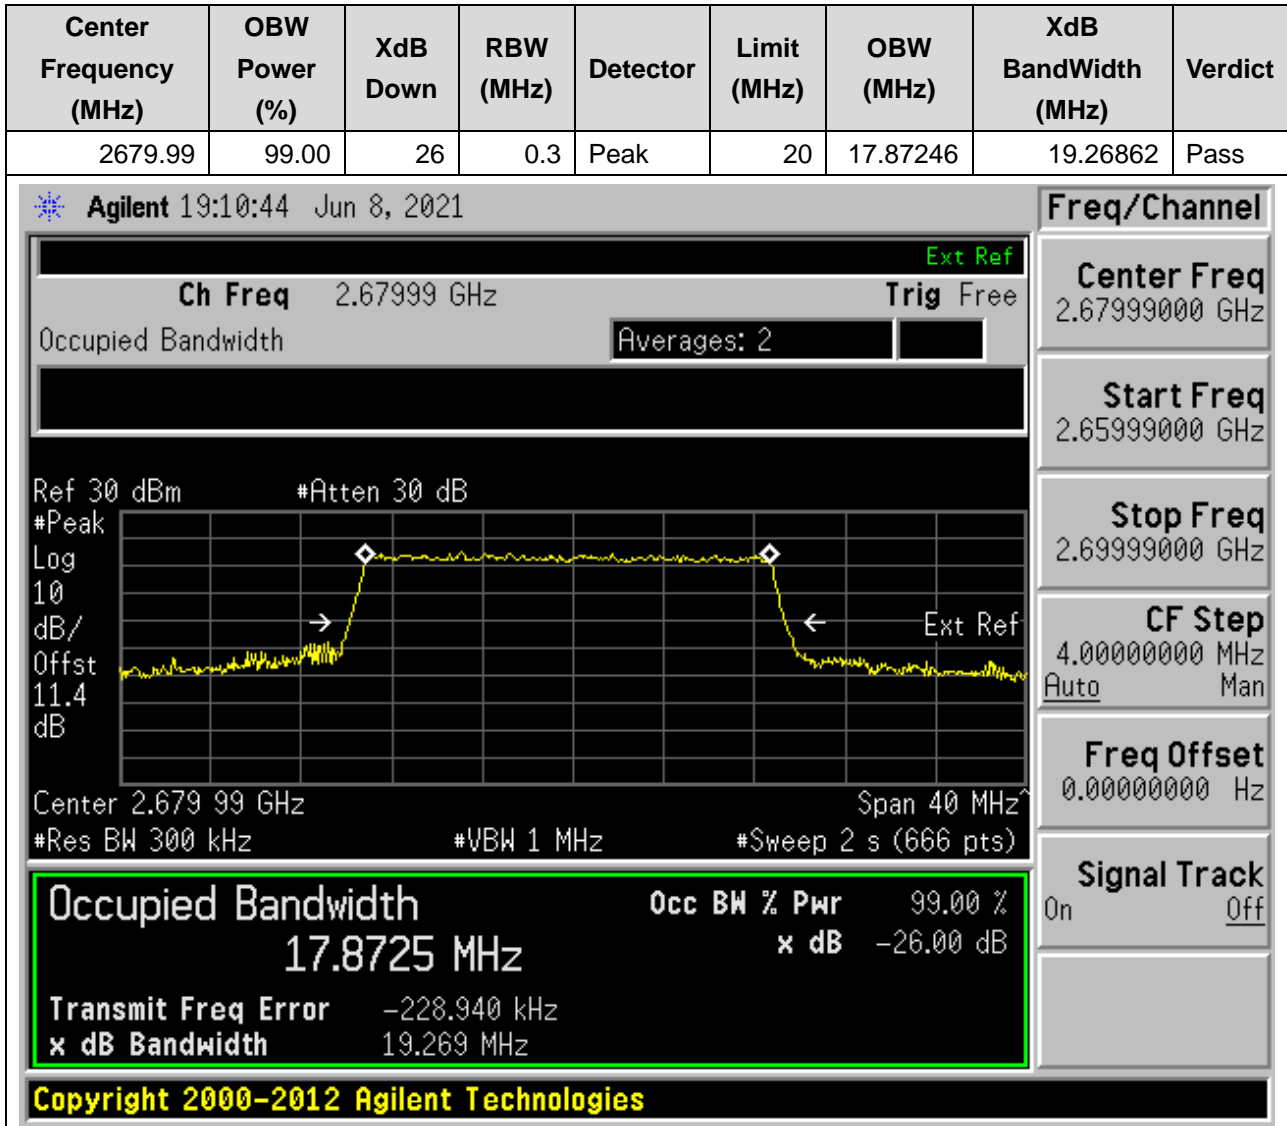 Center Frequency (MHz) OBW Power (%) XdB Down RBW (MHz) Detector Limit (MHz) OBW (MHz) XdB BandWidth (MHz) Verdict
2679.99 99.00 26 0.3 Peak 20 17.87246 19.26862 Pass
Agilent 19:10:44 Jun 8, 2021
Freq/Channel
Ext Ref
Ch Freq 2.67999 GHz Trig Free
Occupied Bandwidth Averages: 2
Center Freq
2.67999000 GHz
Start Freq
2.65999000 GHz
Stop Freq
2.69999000 GHz
CF Step
4.00000000 MHz
Auto Man
Freq Offset
0.00000000 Hz
Signal Track
On Off
Ref 30 dBm #Atten 30 dB
#Peak
Log
10
dB/
Offst
11.4
dB
Ext Ref
Center 2.679 99 GHz Span 40 MHz^
#Res BW 300 kHz #VBW 1 MHz #Sweep 2 s (666 pts)
Occupied Bandwidth Occ BW % Pwr 99.00 %
17.8725 MHz x dB -26.00 dB
Transmit Freq Error -228.940 kHz
x dB Bandwidth 19.269 MHz
Copyright 2000-2012 Agilent Technologies